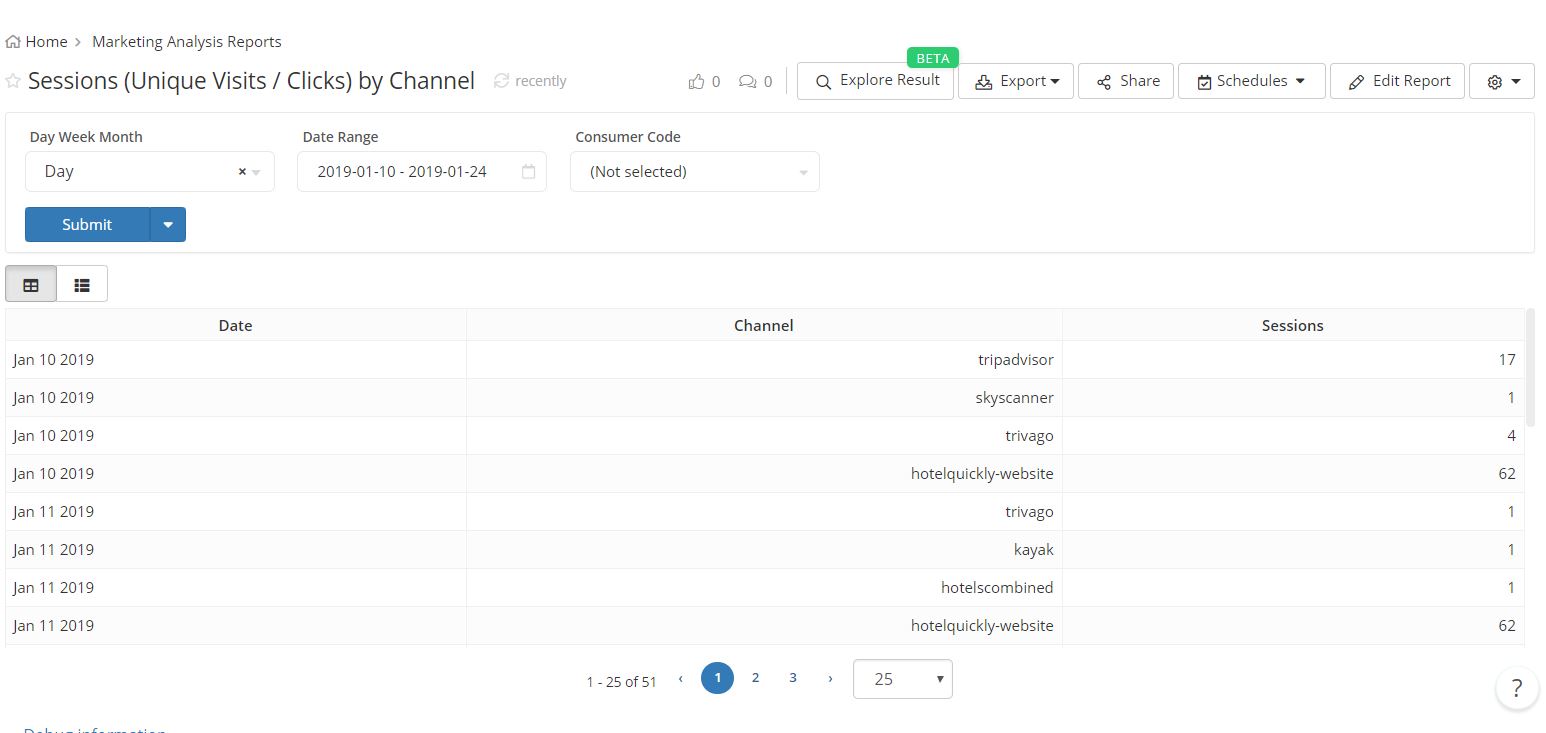 Home > Marketing Analysis Reports
BETA
Sessions (Unique Visits / Clicks) by Channel recently 0 0 Explore Result Export Share Schedules Edit Report
Day Week Month Date Range Consumer Code
Day × 2019-01-10 - 2019-01-24 (Not selected)
Submit
Date Channel Sessions
Jan 10 2019 tripadvisor 17
Jan 10 2019 skyscanner 1
Jan 10 2019 trivago 4
Jan 10 2019 hotelquickly-website 62
Jan 11 2019 trivago 1
Jan 11 2019 kayak 1
Jan 11 2019 hotelscombined 1
Jan 11 2019 hotelquickly-website 62
1 - 25 of 51 ‹ 1 2 3 › 25
?
Debug information